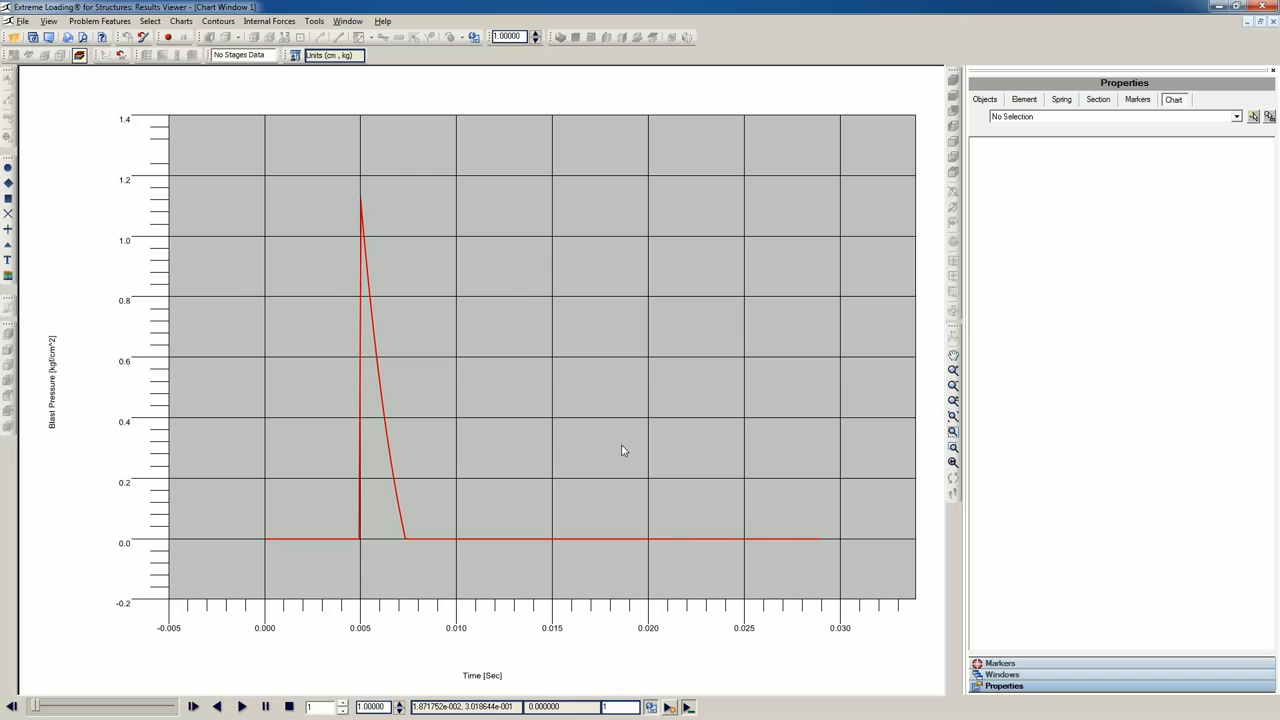 Extreme Loading® for Structures: Results Viewer - [Chart Window 1]
File View Problem Features Select Charts Contours Internal Forces Tools Window Help
1.00000
No Stages Data Units (cm , kg)
Properties
Objects Element Spring Section Markers Chart
No Selection
1.4
1.2
1.0
0.8
0.6
0.4
0.2
0.0
-0.2
Blast Pressure [kgf/cm^2]
-0.005 0.000 0.005 0.010 0.015 0.020 0.025 0.030
Time [Sec]
Markers
Windows
Properties
1 1.00000 1.871752e-002, 3.018644e-001 0.000000 1